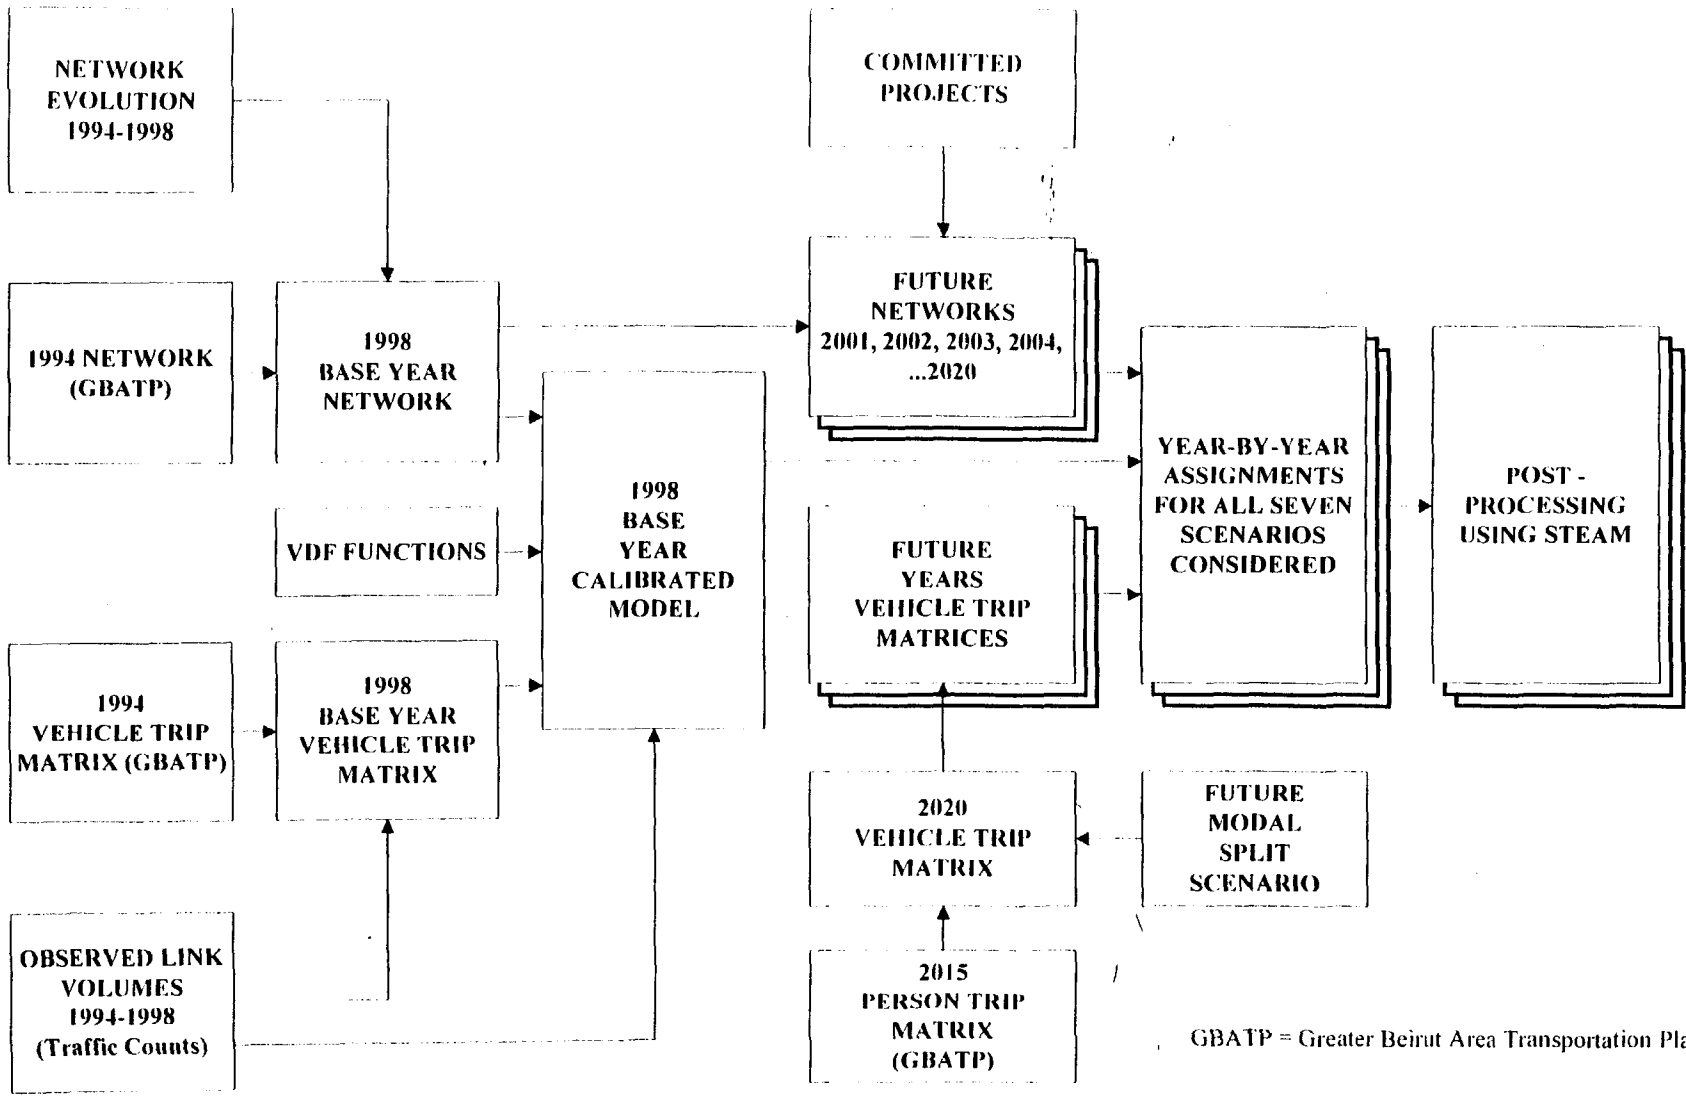 NETWORK
EVOLUTION
1994-1998
COMMITTED
PROJECTS
1994 NETWORK
(GBATP)
1998
BASE YEAR
NETWORK
FUTURE
NETWORKS
2001, 2002, 2003, 2004,
...2020
VDF FUNCTIONS
1998
BASE
YEAR
CALIBRATED
MODEL
FUTURE
YEARS
VEHICLE TRIP
MATRICES
YEAR-BY-YEAR
ASSIGNMENTS
FOR ALL SEVEN
SCENARIOS
CONSIDERED
POST -
PROCESSING
USING STEAM
1994
VEHICLE TRIP
MATRIX (GBATP)
1998
BASE YEAR
VEHICLE TRIP
MATRIX
2020
VEHICLE TRIP
MATRIX
FUTURE
MODAL
SPLIT
SCENARIO
OBSERVED LINK
VOLUMES
1994-1998
(Traffic Counts)
2015
PERSON TRIP
MATRIX
(GBATP)
GBATP = Greater Beirut Area Transportation Pla